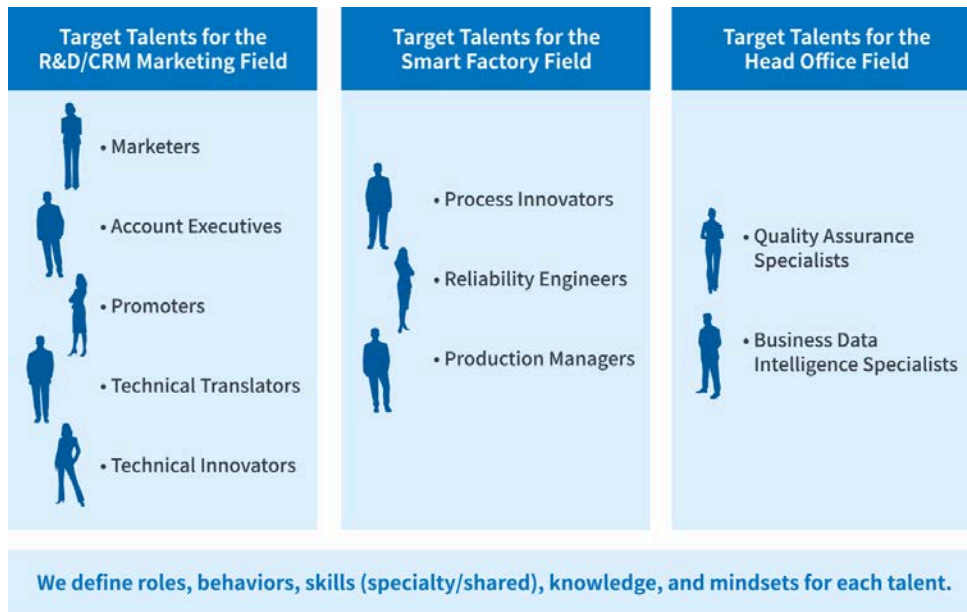 Target Talents for the
R&D/CRM Marketing Field
• Marketers
• Account Executives
• Promoters
• Technical Translators
• Technical Innovators
Target Talents for the
Smart Factory Field
• Process Innovators
• Reliability Engineers
• Production Managers
Target Talents for the
Head Office Field
• Quality Assurance
Specialists
• Business Data
Intelligence Specialists
We define roles, behaviors, skills (specialty/shared), knowledge, and mindsets for each talent.